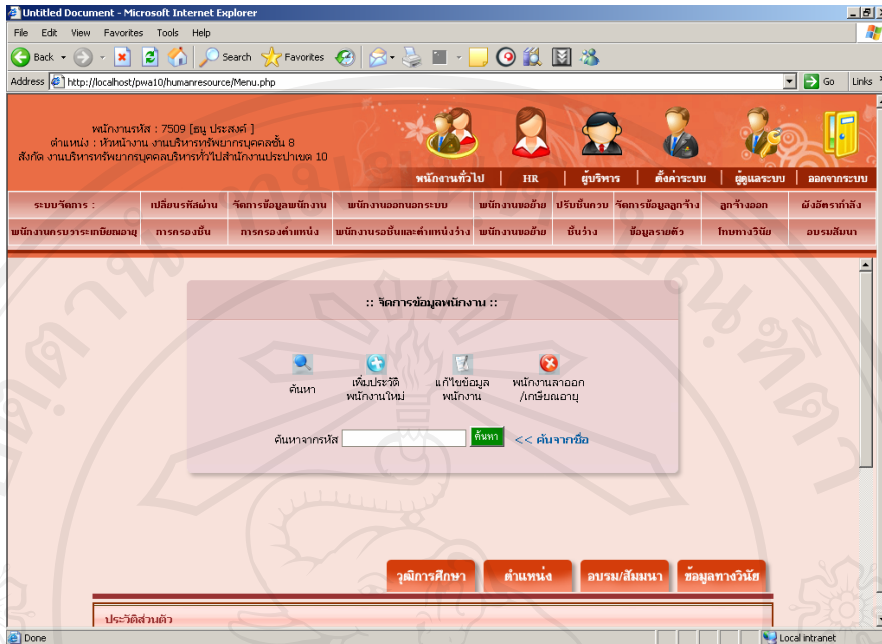 Untitled Document - Microsoft Internet Explorer
File Edit View Favorites Tools Help
Back Search Favorites
Address http://localhost/pwa10/humanresource/Menu.php Go Links
พนักงานรหัส : 7509 [ธนู ประสงค์ ]
ตำแหน่ง : หัวหน้างาน งานบริหารทรัพยากรบุคคลชั้น 8
สังกัด งานบริหารทรัพยากรบุคคลบริหารทั่วไปสำนักงานประปาเขต 10
พนักงานทั่วไป | HR | ผู้บริหาร | ตั้งค่าระบบ | ผู้ดูแลระบบ | ออกจากระบบ
ระบบจัดการ : เปลี่ยนรหัสผ่าน จัดการข้อมูลพนักงาน พนักงานออกนอกระบบ พนักงานขอย้าย ปรับชั้นควบ จัดการข้อมูลลูกจ้าง ลูกจ้างออก ผังอัตรากำลัง
พนักงานครบวาระเกษียณอายุ การครองชั้น การครองตำแหน่ง พนักงานรอชั้นและตำแหน่งว่าง พนักงานขอย้าย ชั้นว่าง ข้อมูลรายตัว โทษทางวินัย อบรมสัมนา
:: จัดการข้อมูลพนักงาน ::
ค้นหา เพิ่มประวัติ แก้ไขข้อมูล พนักงานลาออก
พนักงานใหม่ พนักงาน /เกษียณอายุ
ค้นหาจากรหัส ค้นหา << ค้นจากชื่อ
วุฒิการศึกษา ตำแหน่ง อบรม/สัมมนา ข้อมูลทางวินัย
ประวัติส่วนตัว
Done Local intranet